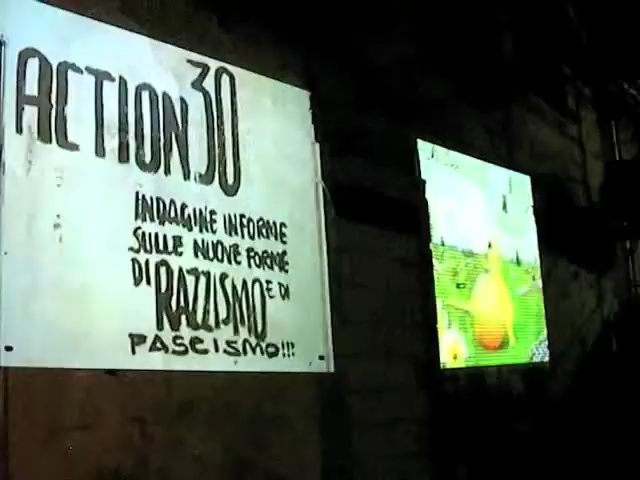 ACTION.30
INDAGINE INFORME
SULLE NUOVE FORME
DI RAZZISMO E DI
FASCISMO!!!